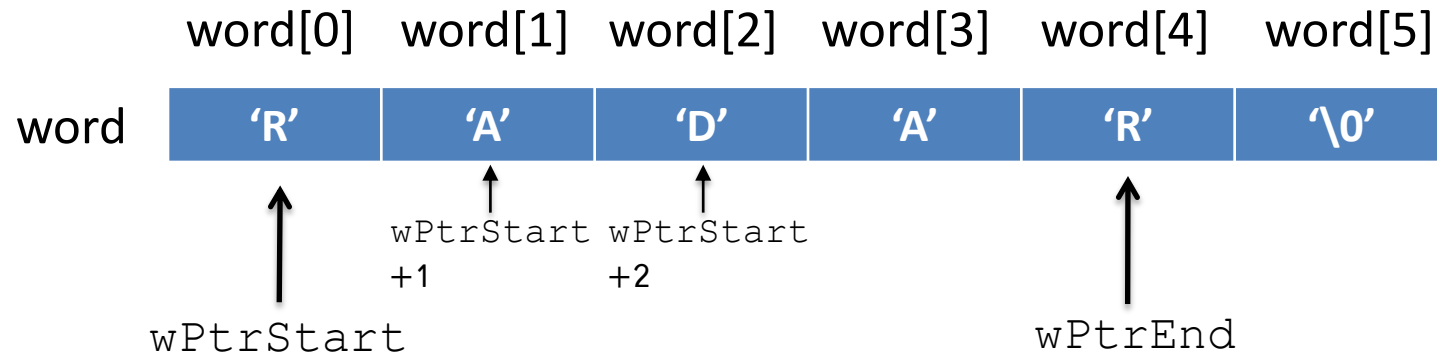 word[0] word[1] word[2] word[3] word[4] word[5]
word ‘R’ ‘A’ ‘D’ ‘A’ ‘R’ ‘\0’
wPtrStart wPtrStart
+1 +2
wPtrStart wPtrEnd